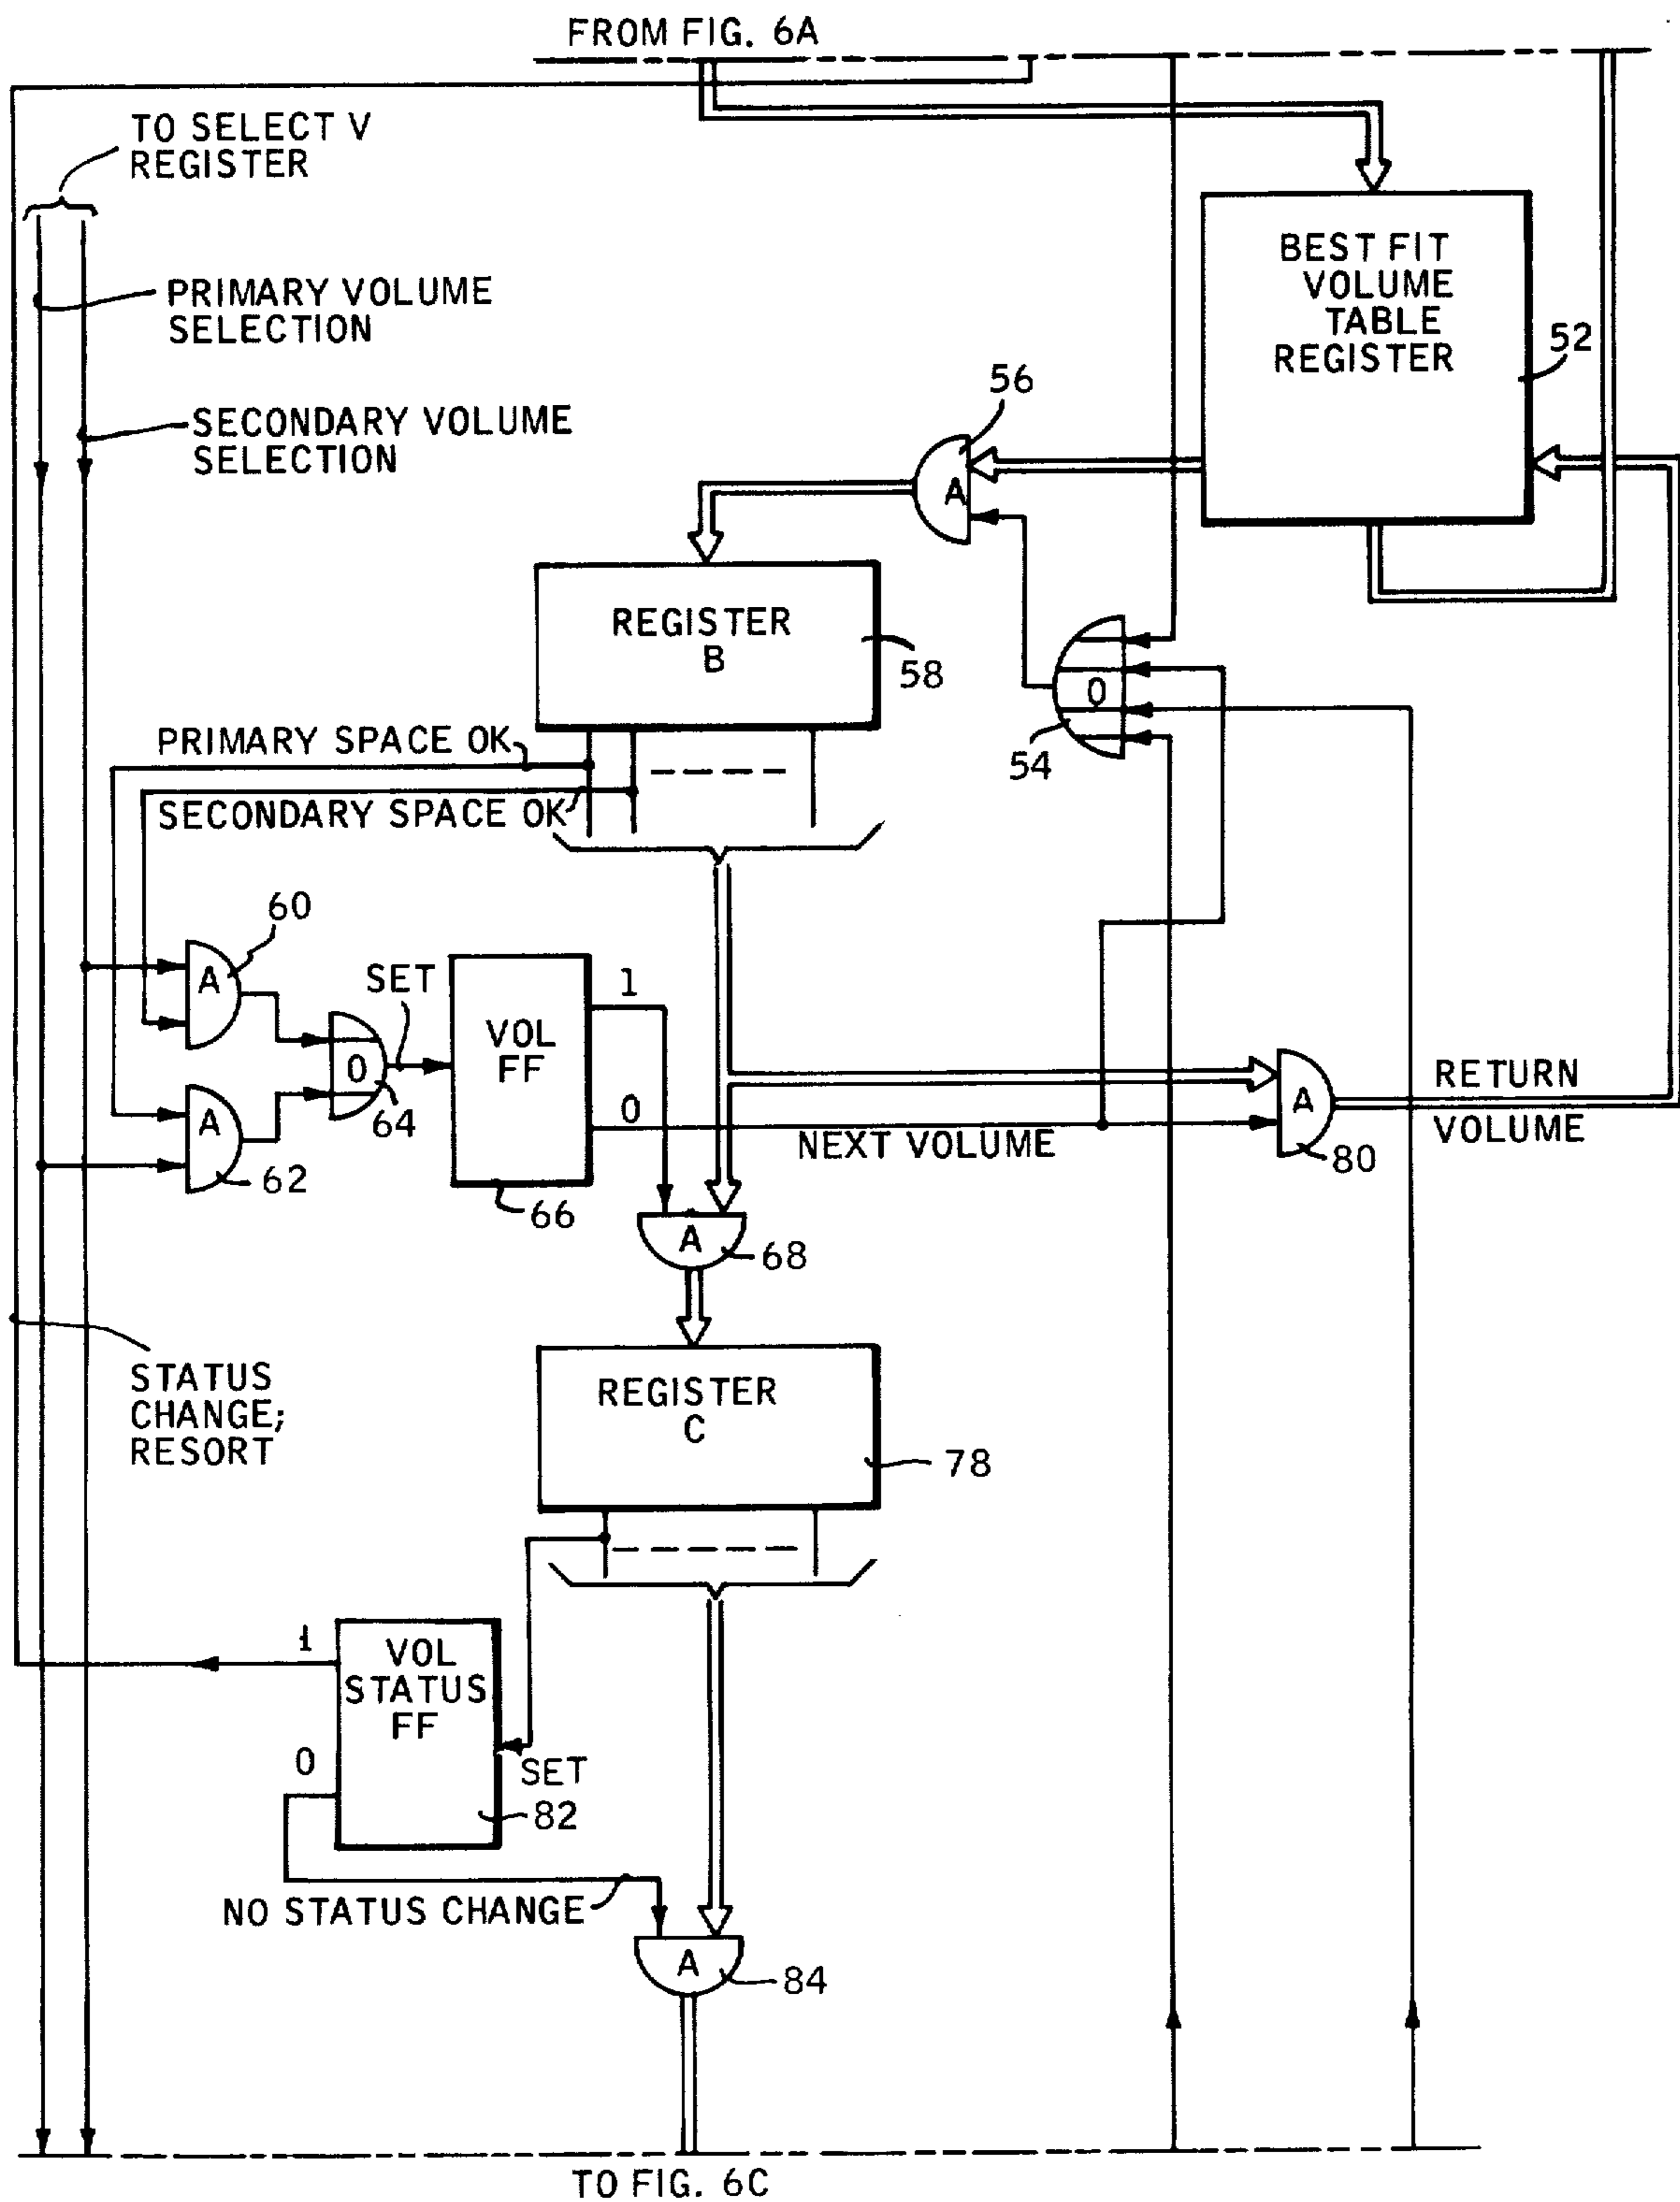 FROM FIG. 6A
TO SELECT V
REGISTER
PRIMARY VOLUME
SELECTION
SECONDARY VOLUME
SELECTION
BEST FIT
VOLUME
TABLE
REGISTER
52
56
A
REGISTER
B
58
O
54
PRIMARY SPACE OK
SECONDARY SPACE OK
60
A
SET
VOL
FF
1
0
O
64
A
62
66
NEXT VOLUME
A
80
RETURN
VOLUME
A
68
STATUS
CHANGE;
RESORT
REGISTER
C
78
1
VOL
STATUS
FF
0
SET
82
NO STATUS CHANGE
A
84
TO FIG. 6C